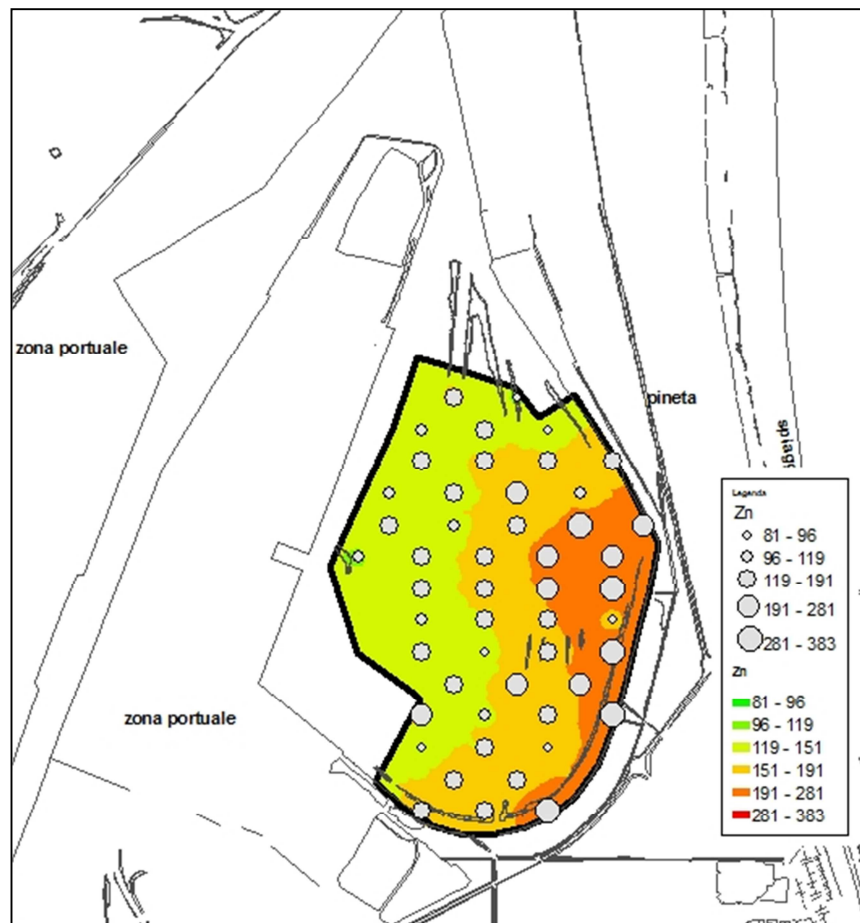 zona portuale
pineta
spiagg
Legenda
Zn
81 - 96
96 - 119
119 - 191
191 - 281
281 - 383
Zn
81 - 96
96 - 119
119 - 151
151 - 191
191 - 281
281 - 383
zona portuale